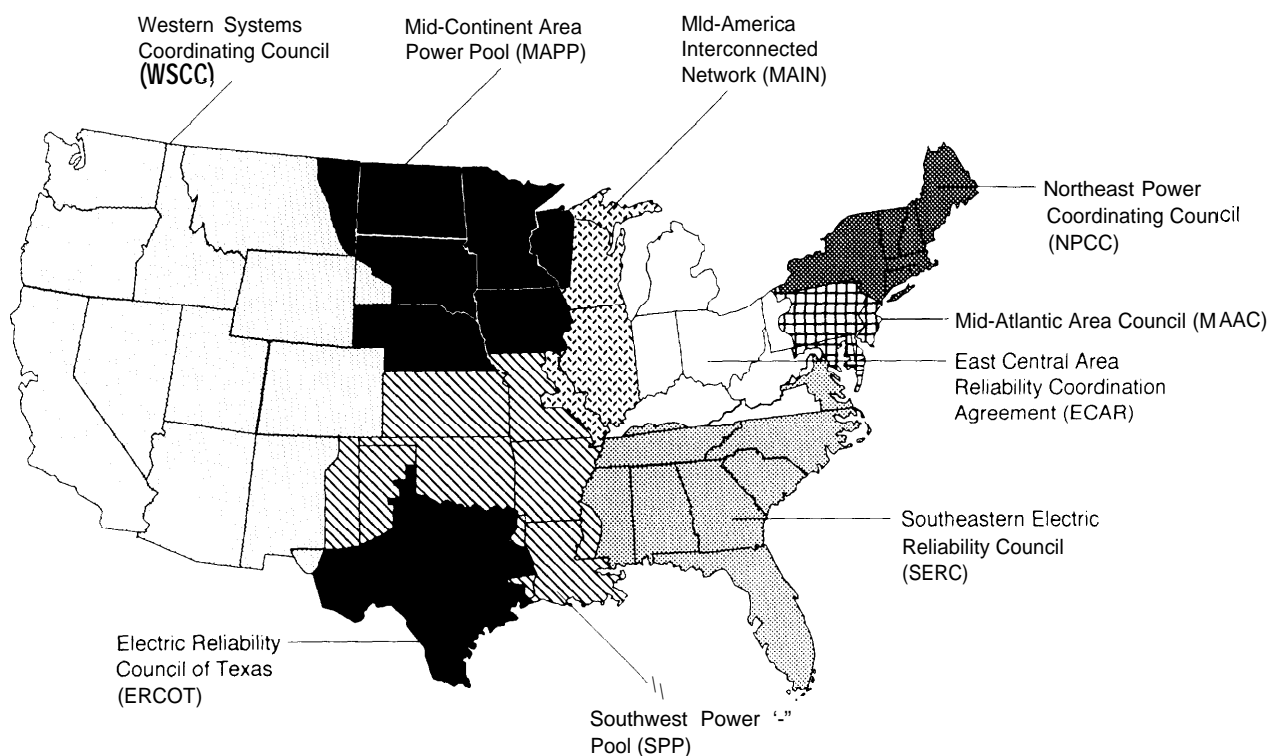 Western Systems
Coordinating Council
(WSCC)
Mid-Continent Area
Power Pool (MAPP)
MId-America
Interconnected
Network (MAIN)
Northeast Power
Coordinating Council
(NPCC)
Mid-Atlantic Area Council (MAAC)
East Central Area
Reliability Coordination
Agreement (ECAR)
Southeastern Electric
Reliability Council
(SERC)
Electric Reliability
Council of Texas
(ERCOT)
Southwest Power '-"
Pool (SPP)